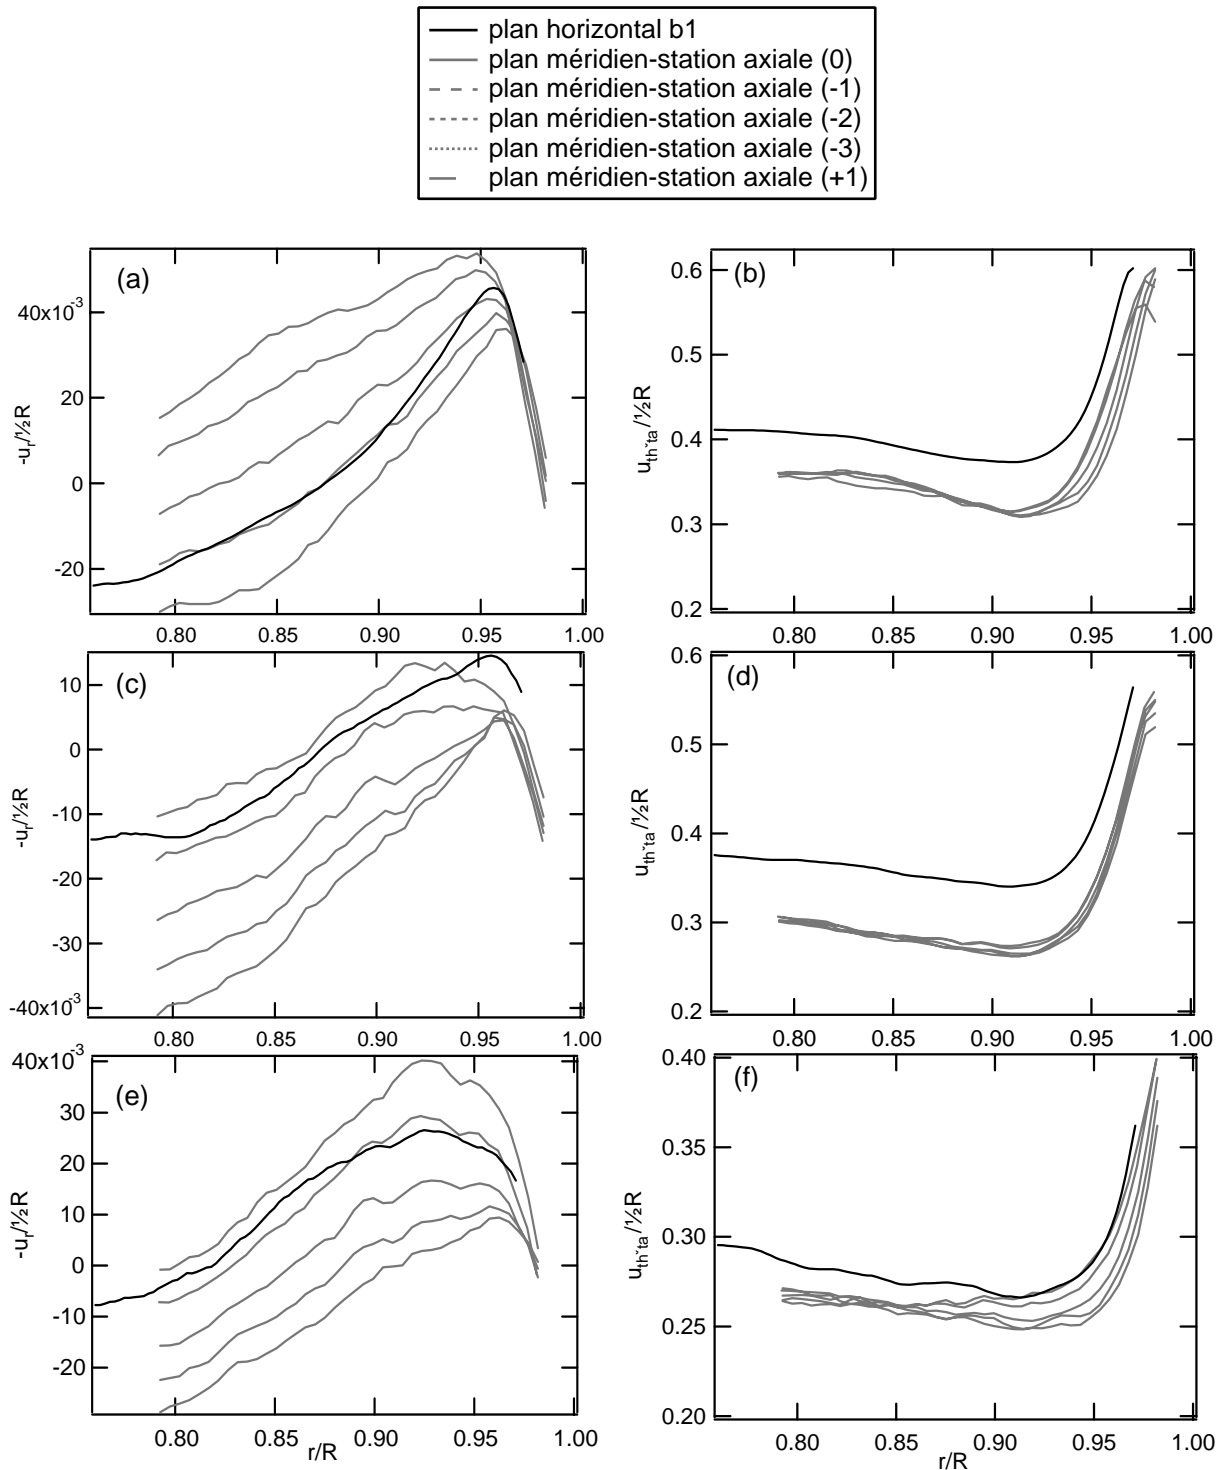 plan horizontal b1
plan méridien-station axiale (0)
plan méridien-station axiale (-1)
plan méridien-station axiale (-2)
plan méridien-station axiale (-3)
plan méridien-station axiale (+1)
(a)
40x10-3
20
0
-20
-ur/½R
0.80 0.85 0.90 0.95 1.00
(b)
0.6
0.5
0.4
0.3
0.2
uthˇta/½R
0.80 0.85 0.90 0.95 1.00
(c)
10
0
-10
-20
-30
-40x10-3
-ur/½R
0.80 0.85 0.90 0.95 1.00
(d)
0.6
0.5
0.4
0.3
0.2
uthˇta/½R
0.80 0.85 0.90 0.95 1.00
(e)
40x10-3
30
20
10
0
-10
-20
-ur/½R
0.80 0.85 0.90 0.95 1.00
r/R
(f)
0.40
0.35
0.30
0.25
0.20
uthˇta/½R
0.80 0.85 0.90 0.95 1.00
r/R